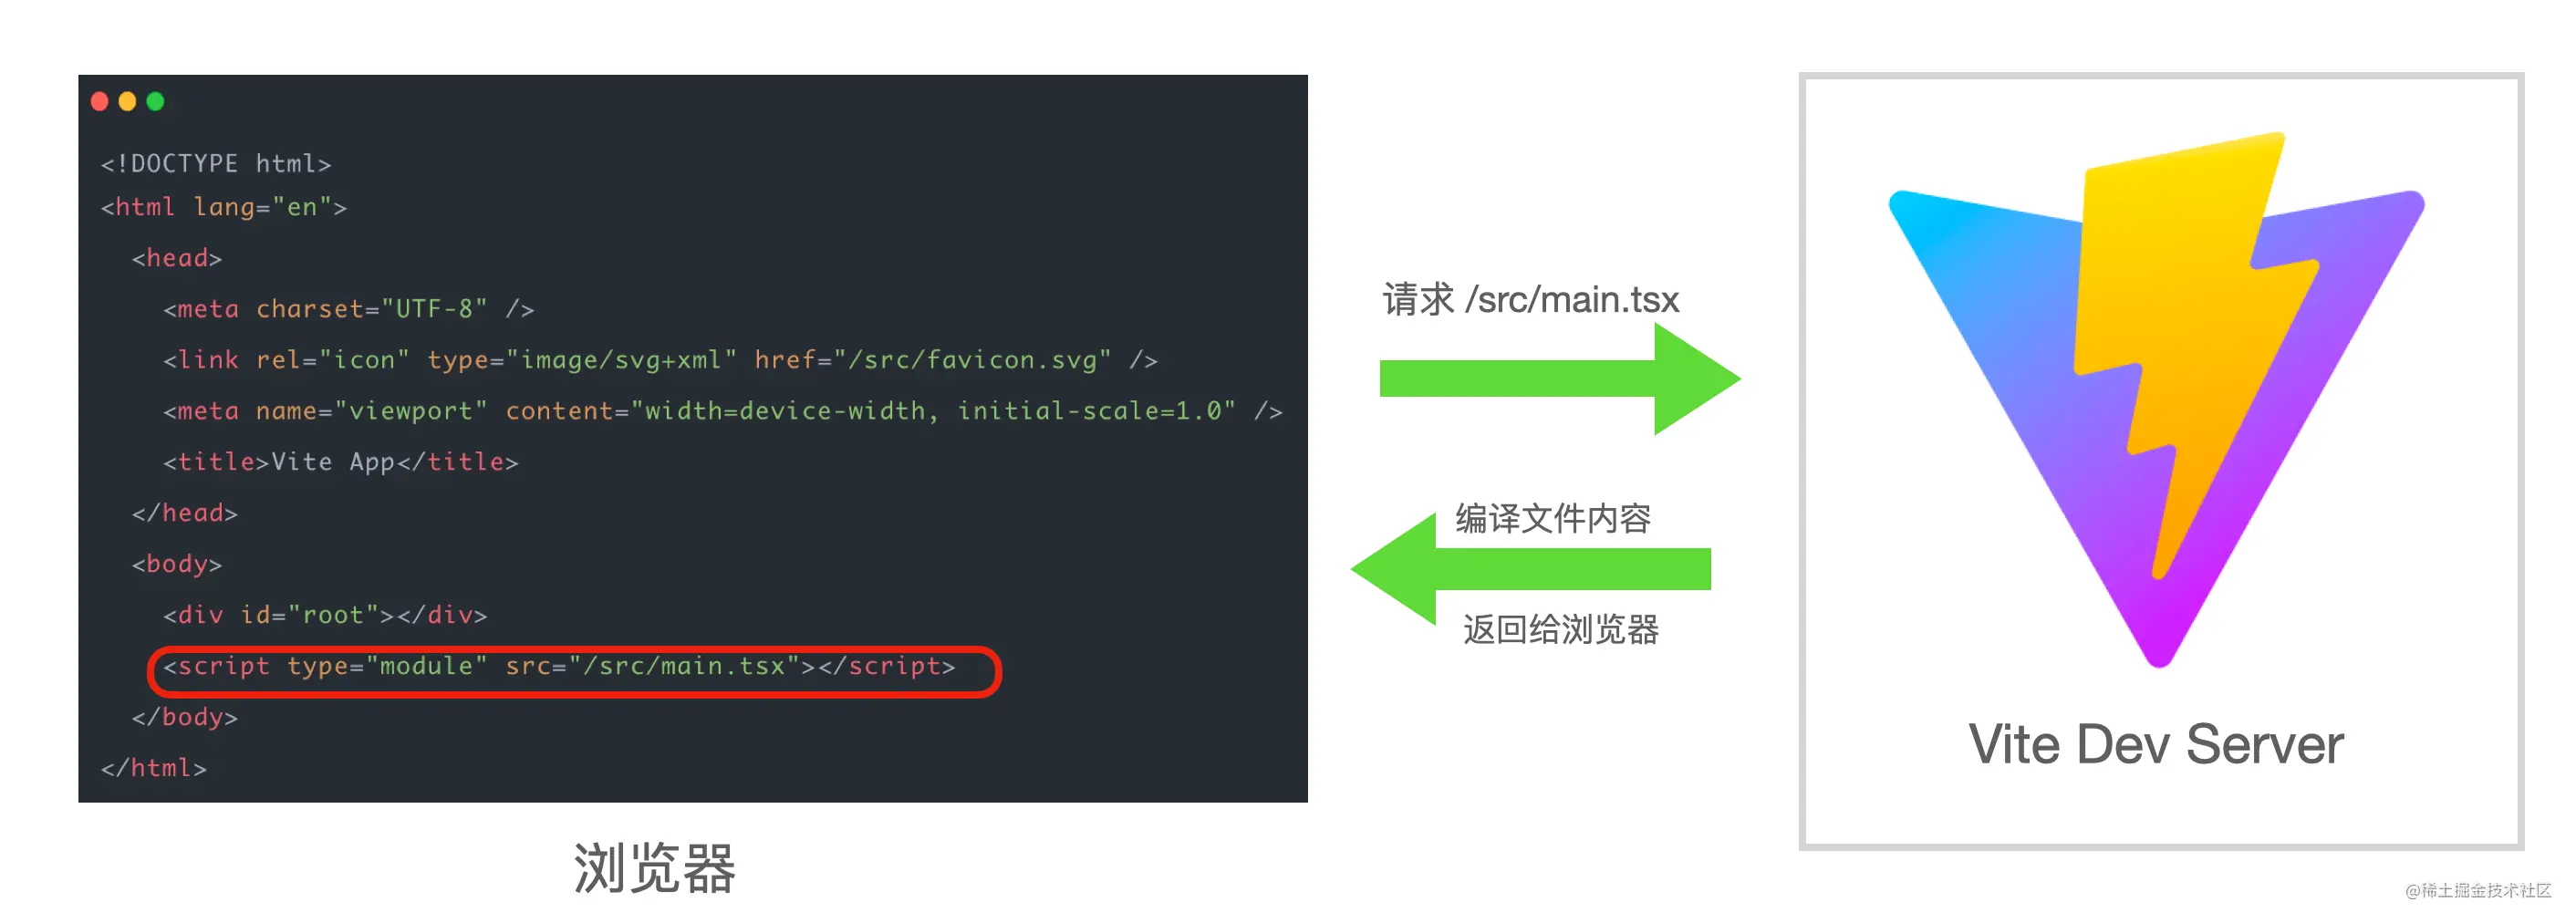 <!DOCTYPE html>
<html lang="en">
<head>
<meta charset="UTF-8" />
<link rel="icon" type="image/svg+xml" href="/src/favicon.svg" />
<meta name="viewport" content="width=device-width, initial-scale=1.0" />
<title>Vite App</title>
</head>
<body>
<div id="root"></div>
<script type="module" src="/src/main.tsx"></script>
</body>
</html>
浏览器
请求 /src/main.tsx
编译文件内容
返回给浏览器
Vite Dev Server
@稀土掘金技术社区